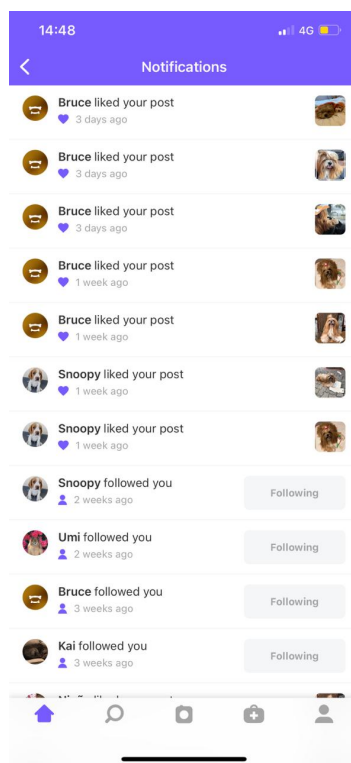 14:48
4G
Notifications
Bruce liked your post
3 days ago
Bruce liked your post
3 days ago
Bruce liked your post
3 days ago
Bruce liked your post
1 week ago
Bruce liked your post
1 week ago
Snoopy liked your post
1 week ago
Snoopy liked your post
1 week ago
Snoopy followed you
2 weeks ago
Following
Umi followed you
2 weeks ago
Following
Bruce followed you
3 weeks ago
Following
Kai followed you
3 weeks ago
Following